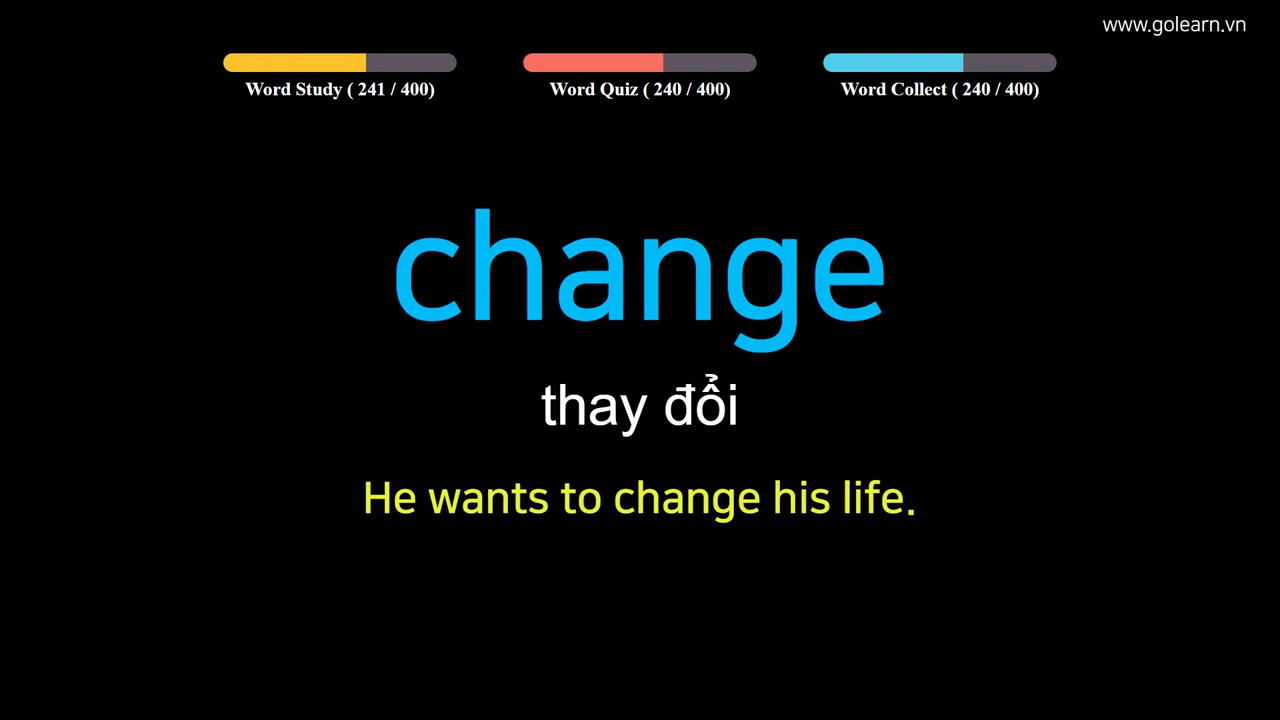 www.golearn.vn
Word Study ( 241 / 400)
Word Quiz ( 240 / 400)
Word Collect ( 240 / 400)
change
thay đổi
He wants to change his life.